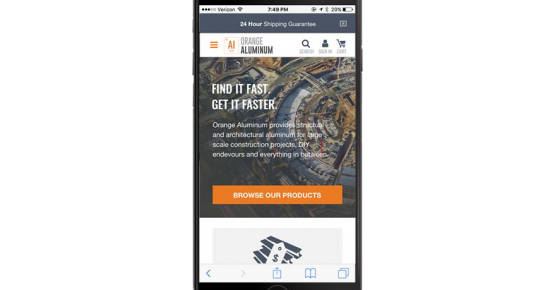 Verizon 7:49 PM 29%
24 Hour Shipping Guarantee
AI ORANGE
ALUMINUM
SEARCH SIGN IN CART
FIND IT FAST.
GET IT FASTER.
Orange Aluminum provides structual
and architectural aluminum for large
scale construction projects, DIY
endevours and everything in between.
BROWSE OUR PRODUCTS
$